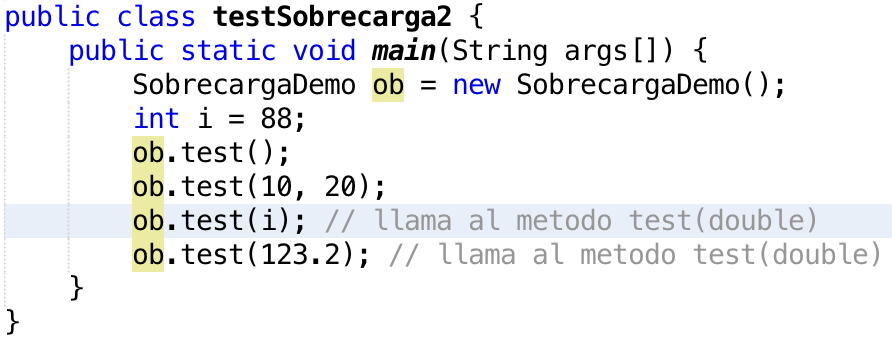 public class testSobrecarga2 {
    public static void main(String args[]) {
        SobrecargaDemo ob = new SobrecargaDemo();
        int i = 88;
        ob.test();
        ob.test(10, 20);
        ob.test(i); // llama al metodo test(double)
        ob.test(123.2); // llama al metodo test(double)
    }
}